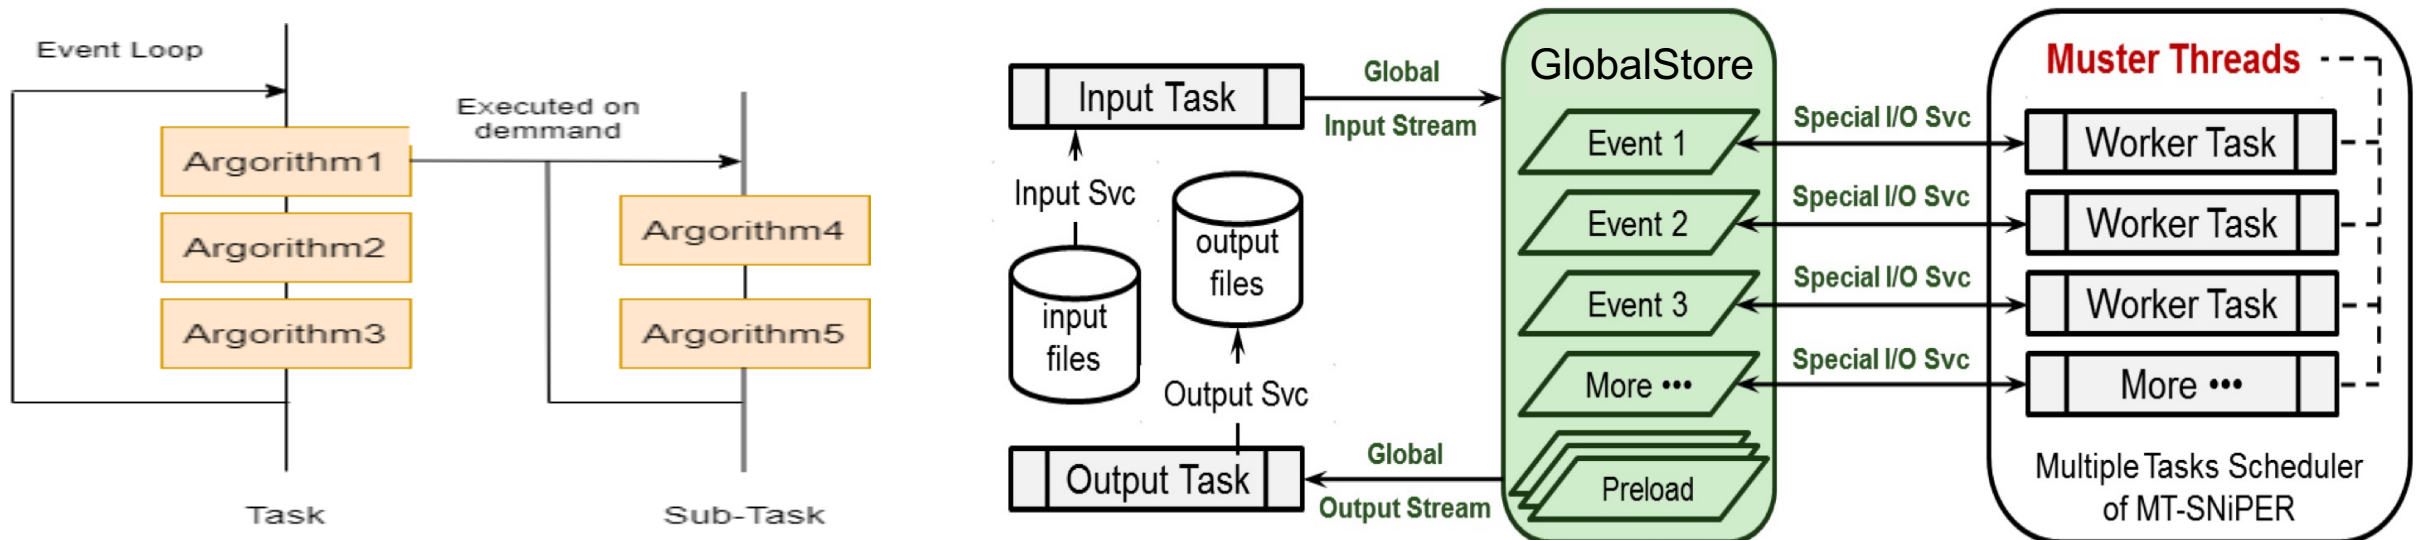 Event Loop
Executed on
demmand
Argorithm1
Argorithm2
Argorithm3
Argorithm4
Argorithm5
Task
Sub-Task
Input Task
Input Svc
input
files
output
files
Output Svc
Output Task
Global
Input Stream
Global
Output Stream
GlobalStore
Event 1
Event 2
Event 3
More •••
Preload
Special I/O Svc
Special I/O Svc
Special I/O Svc
Special I/O Svc
Muster Threads
Worker Task
Worker Task
Worker Task
More •••
Multiple Tasks Scheduler
of MT-SNiPER